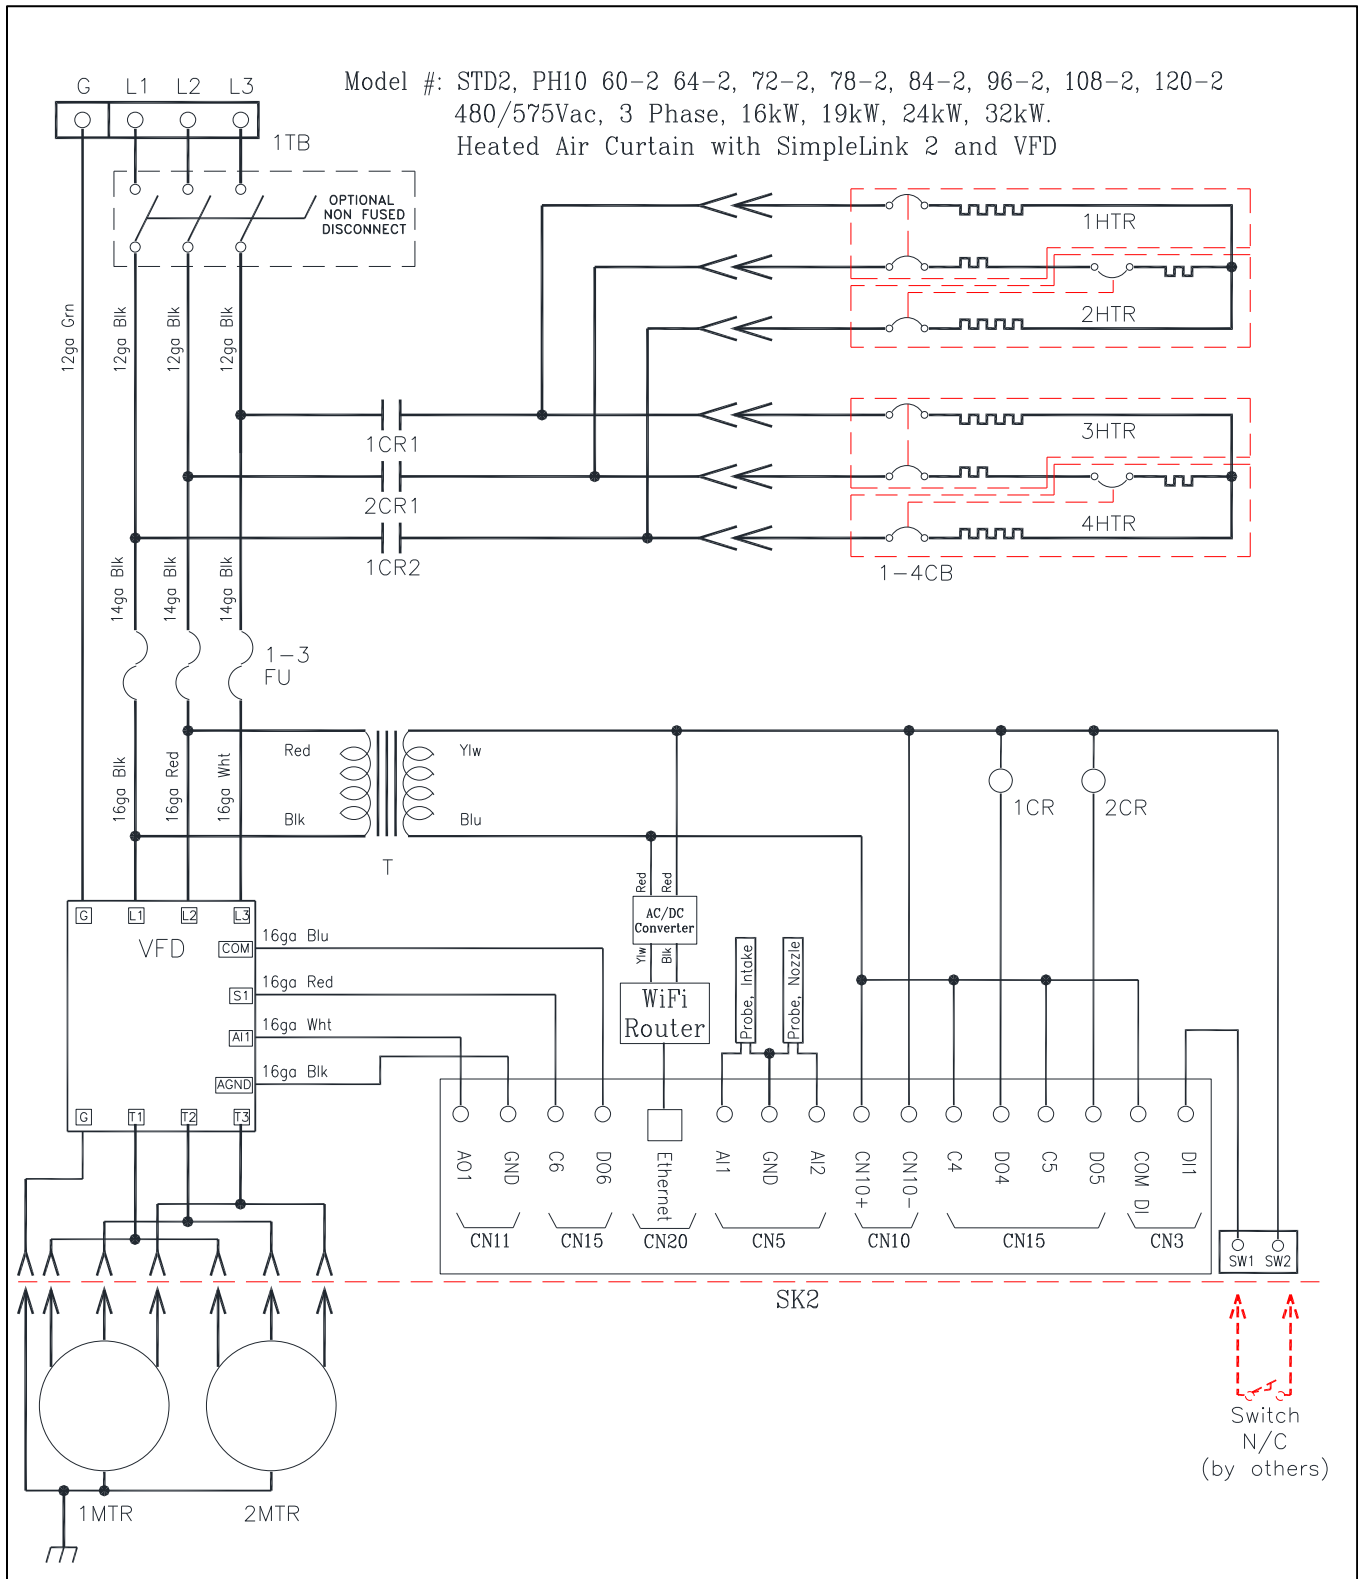 Model #: STD2, PH10 60-2 64-2, 72-2, 78-2, 84-2, 96-2, 108-2, 120-2
480/575Vac, 3 Phase, 16kW, 19kW, 24kW, 32kW.
Heated Air Curtain with SimpleLink 2 and VFD
G L1 L2 L3
1TB
OPTIONAL
NON FUSED
DISCONNECT
1HTR
2HTR
12ga Grn
12ga Blk
12ga Blk
12ga Blk
1CR1
3HTR
2CR1
4HTR
1CR2
1-4CB
14ga Blk
14ga Blk
14ga Blk
1-3
FU
Red
Ylw
16ga Blk
16ga Red
16ga Wht
Blk
Blu
T
1CR
2CR
Red
Red
AC/DC
Converter
Ylw
Blk
WiFi
Router
Probe, Intake
Probe, Nozzle
G L1 L2 L3
VFD
COM
16ga Blu
S1
16ga Red
AI1
16ga Wht
AGND
16ga Blk
G T1 T2 T3
AO1
GND
C6
DO6
Ethernet
AI1
GND
AI2
CN10+
CN10-
C4
DO4
C5
DO5
COM DI
DI1
CN11 CN15 CN20 CN5 CN10 CN15 CN3
SW1 SW2
SK2
Switch
N/C
(by others)
1MTR
2MTR